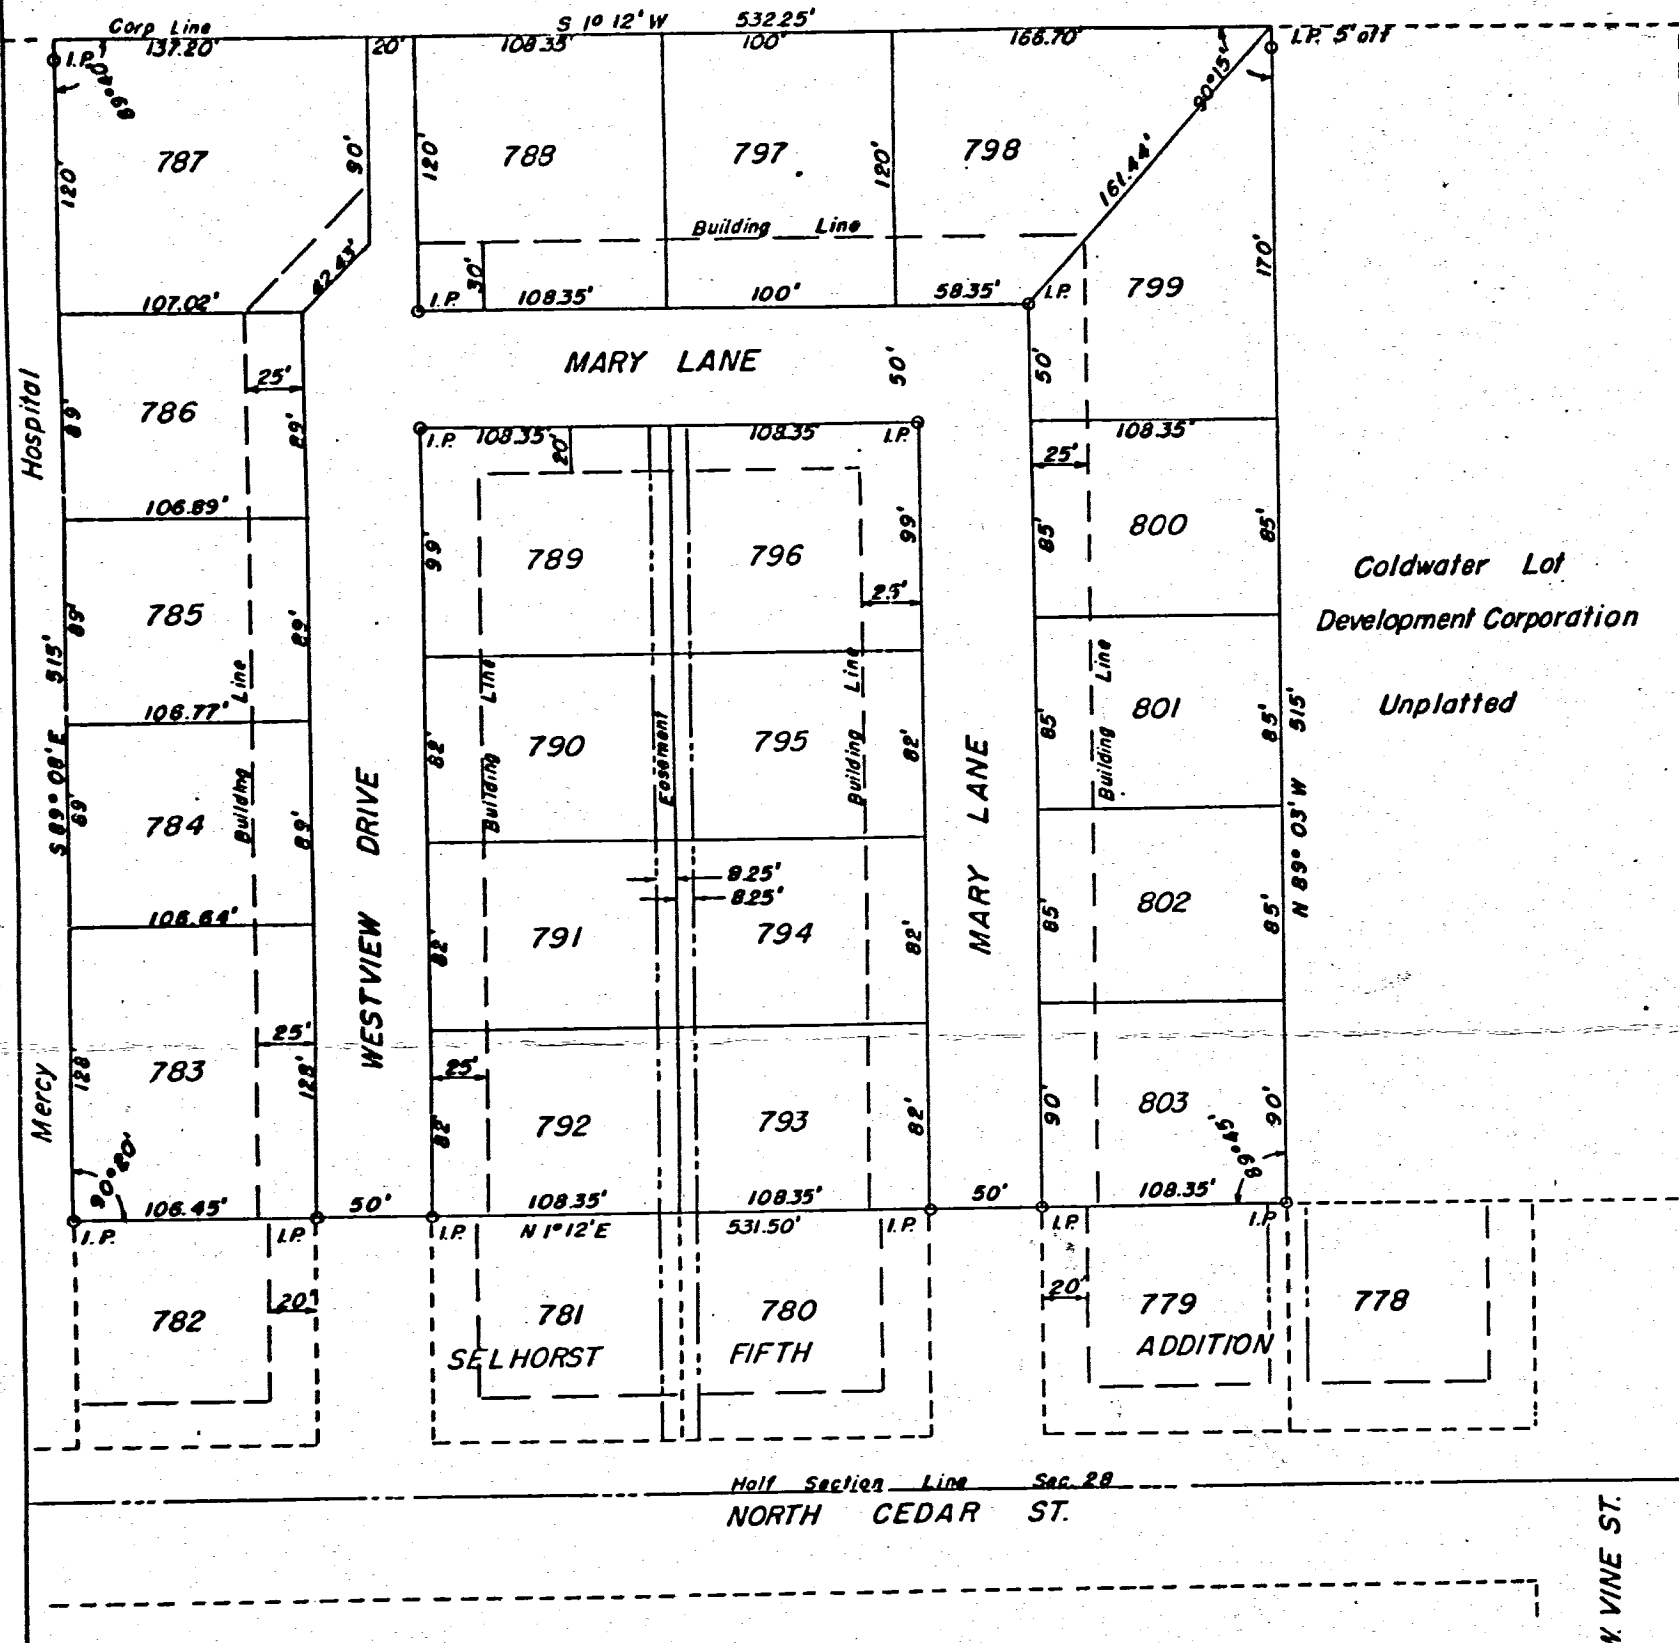 Corp Line
S 1° 12' W 532.25'
137.20' 20' 108.35' 100' 166.70'
I.P. I.P. 5' off
89°40'
90°15'
787 788 797 798
120' 90' 120' 120' 161.44'
Building Line
42.43' 30' 170'
799
107.02' I.P. 108.35' 100' 58.35' I.P.
MARY LANE 50' 50'
25'
Hospital
786
89' 89'
I.P. 108.35' 20' 108.35' I.P.
108.35'
25'
106.89'
99' 789 796 99' 85' 800 85'
Coldwater Lot
Development Corporation
Unplatted
785
89' 89'
25'
S 89° 08' E 515'
106.77'
Building Line
Building Line
Easement
Building Line
Building Line
82' 790 795 82' 85' 801 85'
N 89° 03' W 515'
784
89' 89'
WESTVIEW DRIVE
MARY LANE
8.25'
8.25'
106.64'
82' 791 794 82' 85' 802 85'
25'
Mercy
783
128' 128'
25'
82' 792 793 82' 90' 803 90'
90°20'
89°45'
106.45' 50' 108.35' 108.35' 50' 108.35'
I.P. I.P. I.P. N 1° 12' E 531.50' I.P. I.P. I.P.
20' 20'
782 781 780 779 778
SELHORST FIFTH ADDITION
Half Section Line Sec. 28
NORTH CEDAR ST.
W. VINE ST.